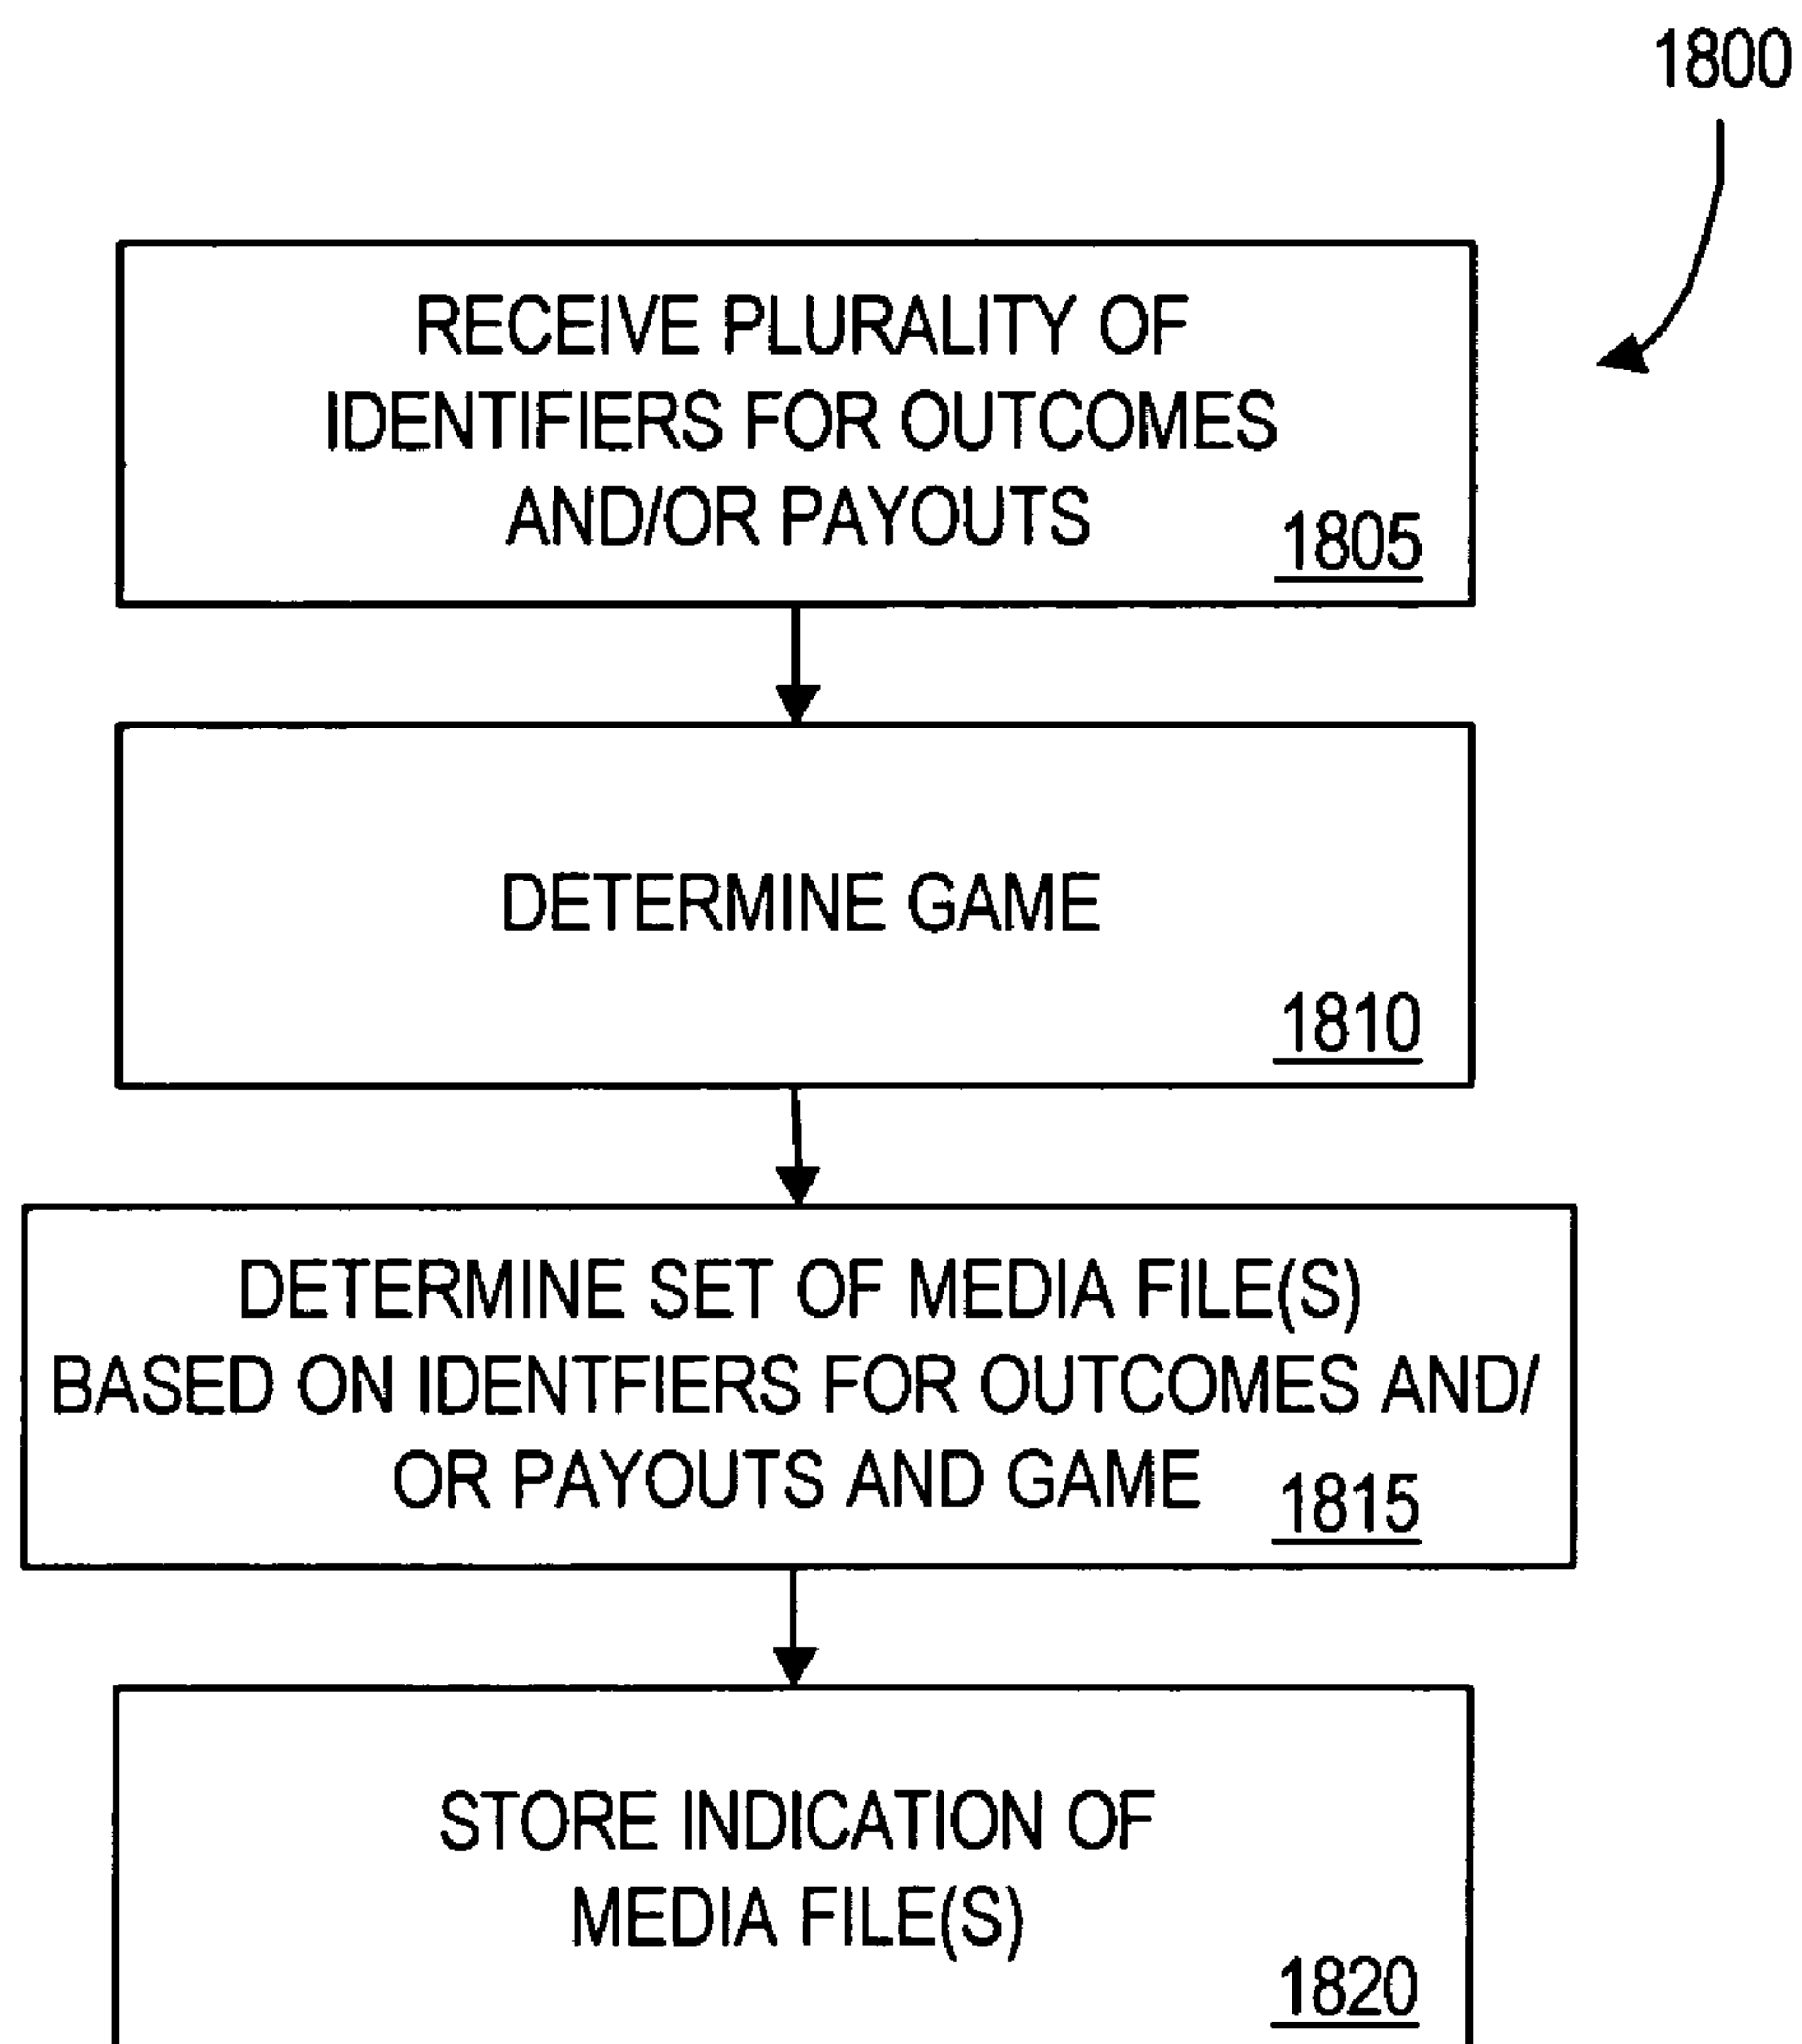 1800
RECEIVE PLURALITY OF
IDENTIFIERS FOR OUTCOMES
AND/OR PAYOUTS
1805
DETERMINE GAME
1810
DETERMINE SET OF MEDIA FILE(S)
BASED ON IDENTFIERS FOR OUTCOMES AND/
OR PAYOUTS AND GAME
1815
STORE INDICATION OF
MEDIA FILE(S)
1820